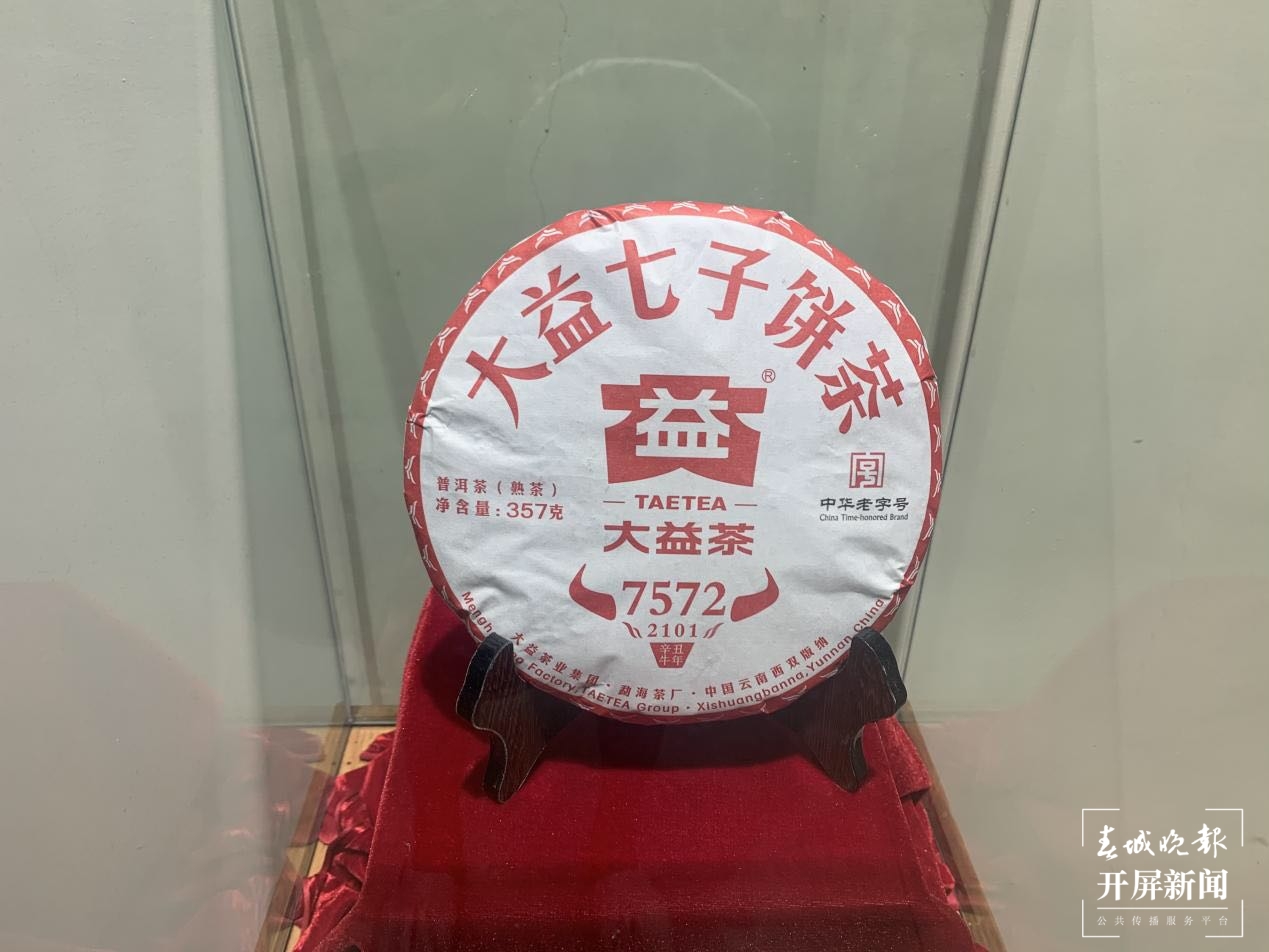 大益七子饼茶
益
®
普洱茶（熟茶）
净含量：357克
— TAETEA —
大益茶
中华老字号
China Time-honored Brand
7572
2101
辛丑
牛年
大益茶业集团·勐海茶厂·中国云南西双版纳
Factory,TAETEA Group · Xishuangbanna,Yunnan China
春城晚报
开屏新闻
公共传播服务平台